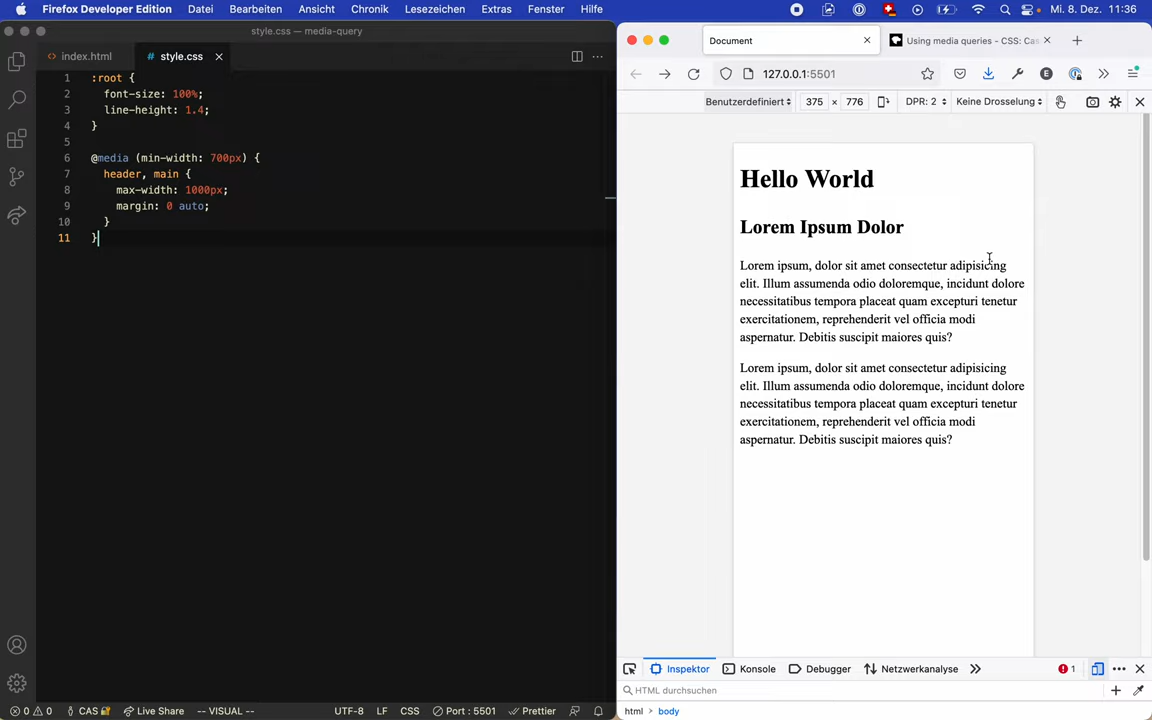 Firefox Developer Edition Datei Bearbeiten Ansicht Chronik Lesezeichen Extras Fenster Hilfe Mi. 8. Dez. 11:36
style.css — media-query
index.html # style.css
1 :root {
2 font-size: 100%;
3 line-height: 1.4;
4 }
5
6 @media (min-width: 700px) {
7 header, main {
8 max-width: 1000px;
9 margin: 0 auto;
10 }
11 }
0 0 CAS Live Share -- VISUAL -- UTF-8 LF CSS Port : 5501 Prettier
Document Using media queries - CSS: Cas
127.0.0.1:5501
Benutzerdefiniert 375 × 776 DPR: 2 Keine Drosselung
Hello World
Lorem Ipsum Dolor
Lorem ipsum, dolor sit amet consectetur adipisicing
elit. Illum assumenda odio doloremque, incidunt dolore
necessitatibus tempora placeat quam excepturi tenetur
exercitationem, reprehenderit vel officia modi
aspernatur. Debitis suscipit maiores quis?
Lorem ipsum, dolor sit amet consectetur adipisicing
elit. Illum assumenda odio doloremque, incidunt dolore
necessitatibus tempora placeat quam excepturi tenetur
exercitationem, reprehenderit vel officia modi
aspernatur. Debitis suscipit maiores quis?
Inspektor Konsole Debugger Netzwerkanalyse 1
HTML durchsuchen
html > body